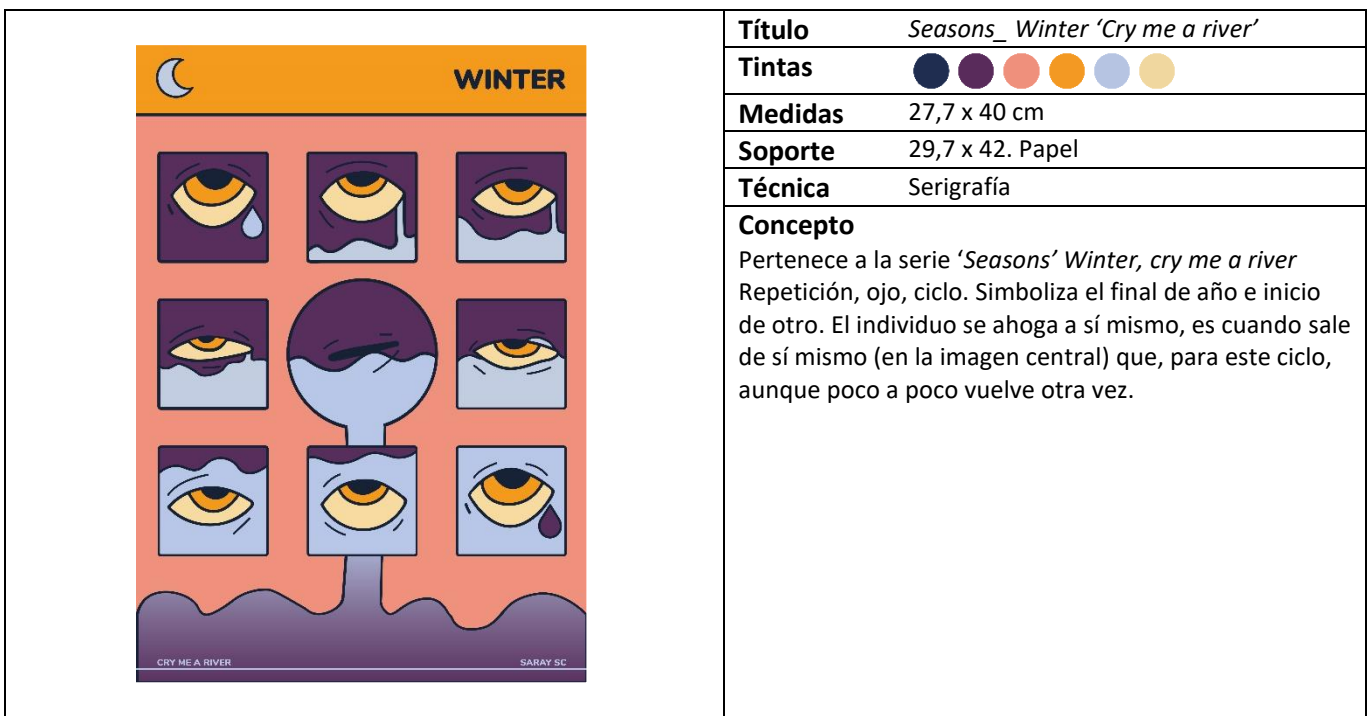 WINTER
CRY ME A RIVER
SARAY SC
Título Seasons_ Winter ‘Cry me a river’
Tintas
Medidas 27,7 x 40 cm
Soporte 29,7 x 42. Papel
Técnica Serigrafía
Concepto
Pertenece a la serie ‘Seasons’ Winter, cry me a river
Repetición, ojo, ciclo. Simboliza el final de año e inicio
de otro. El individuo se ahoga a sí mismo, es cuando sale
de sí mismo (en la imagen central) que, para este ciclo,
aunque poco a poco vuelve otra vez.